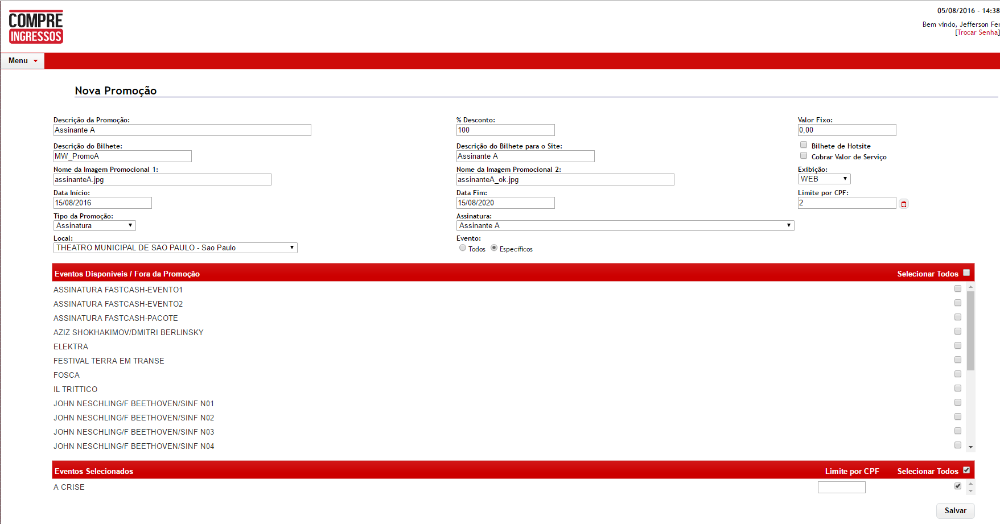 COMPRE
INGRESSOS
05/08/2016 - 14:38
Bem vindo, Jefferson Fer
[Trocar Senha]
Menu
Nova Promoção
Descrição da Promoção: % Desconto: Valor Fixo:
Assinante A 100 0,00
Descrição do Bilhete: Descrição do Bilhete para o Site: Bilhete de Hotsite
MW_PromoA Assinante A Cobrar Valor de Serviço
Nome da Imagem Promocional 1: Nome da Imagem Promocional 2: Exibição:
assinanteA.jpg assinanteA_ok.jpg WEB
Data Início: Data Fim: Limite por CPF:
15/08/2016 15/08/2020 2
Tipo da Promoção: Assinatura:
Assinatura Assinante A
Local: Evento:
THEATRO MUNICIPAL DE SAO PAULO - Sao Paulo Todos Específicos
Eventos Disponíveis / Fora da Promoção Selecionar Todos
ASSINATURA FASTCASH-EVENTO1
ASSINATURA FASTCASH-EVENTO2
ASSINATURA FASTCASH-PACOTE
AZIZ SHOKHAKIMOV/DMITRI BERLINSKY
ELEKTRA
FESTIVAL TERRA EM TRANSE
FOSCA
IL TRITTICO
JOHN NESCHLING/F BEETHOVEN/SINF N01
JOHN NESCHLING/F BEETHOVEN/SINF N02
JOHN NESCHLING/F BEETHOVEN/SINF N03
JOHN NESCHLING/F BEETHOVEN/SINF N04
Eventos Selecionados Limite por CPF Selecionar Todos
A CRISE
Salvar